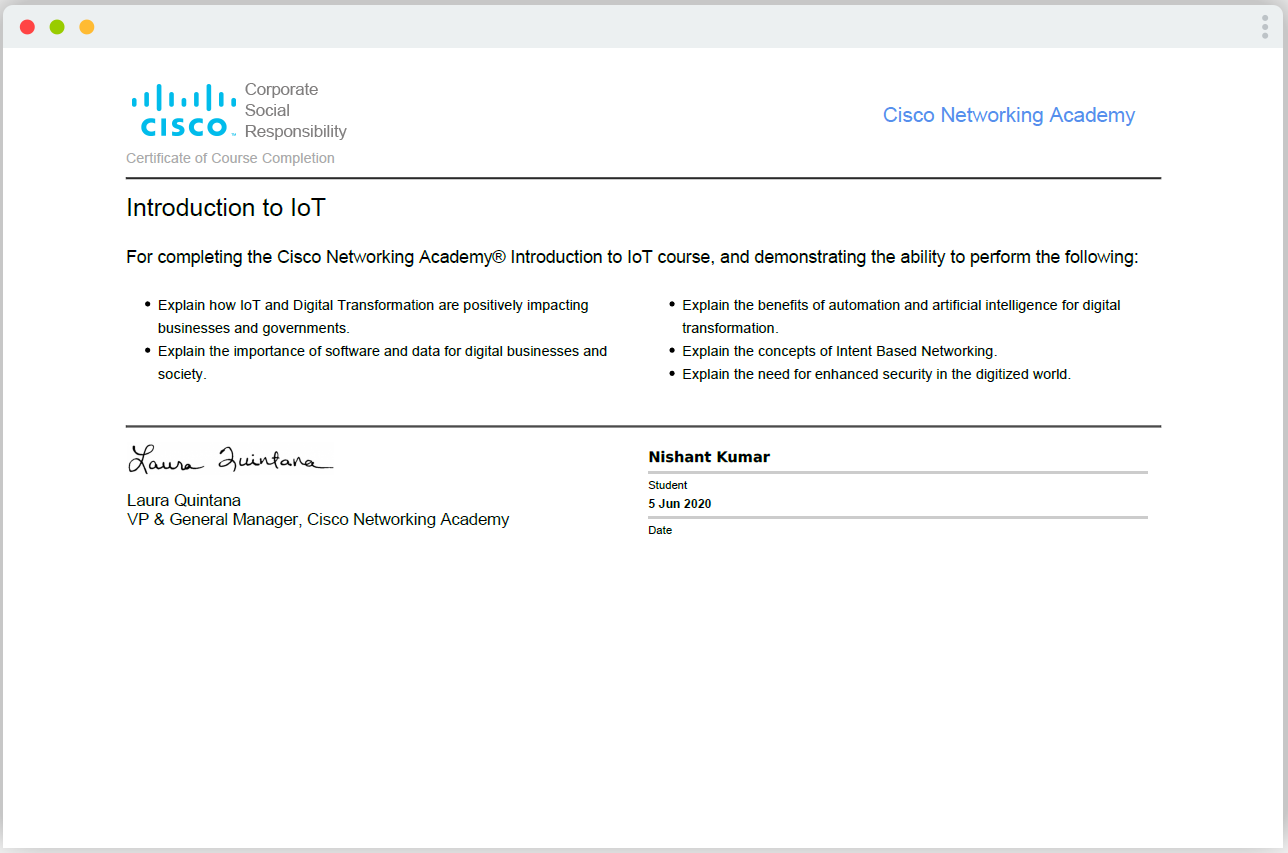 Corporate
Social
CISCO™ Responsibility
Cisco Networking Academy
Certificate of Course Completion
Introduction to IoT
For completing the Cisco Networking Academy® Introduction to IoT course, and demonstrating the ability to perform the following:
• Explain how IoT and Digital Transformation are positively impacting
businesses and governments.
• Explain the importance of software and data for digital businesses and
society.
• Explain the benefits of automation and artificial intelligence for digital
transformation.
• Explain the concepts of Intent Based Networking.
• Explain the need for enhanced security in the digitized world.
Laura Quintana
Laura Quintana
VP & General Manager, Cisco Networking Academy
Nishant Kumar
Student
5 Jun 2020
Date